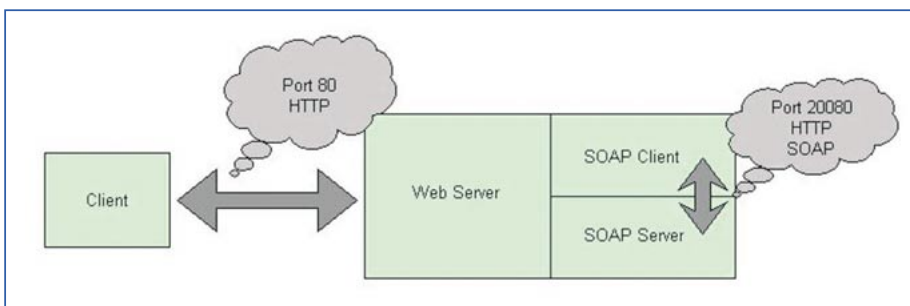 Port 80
HTTP
Port 20080
HTTP
SOAP
Client
Web Server
SOAP Client
SOAP Server